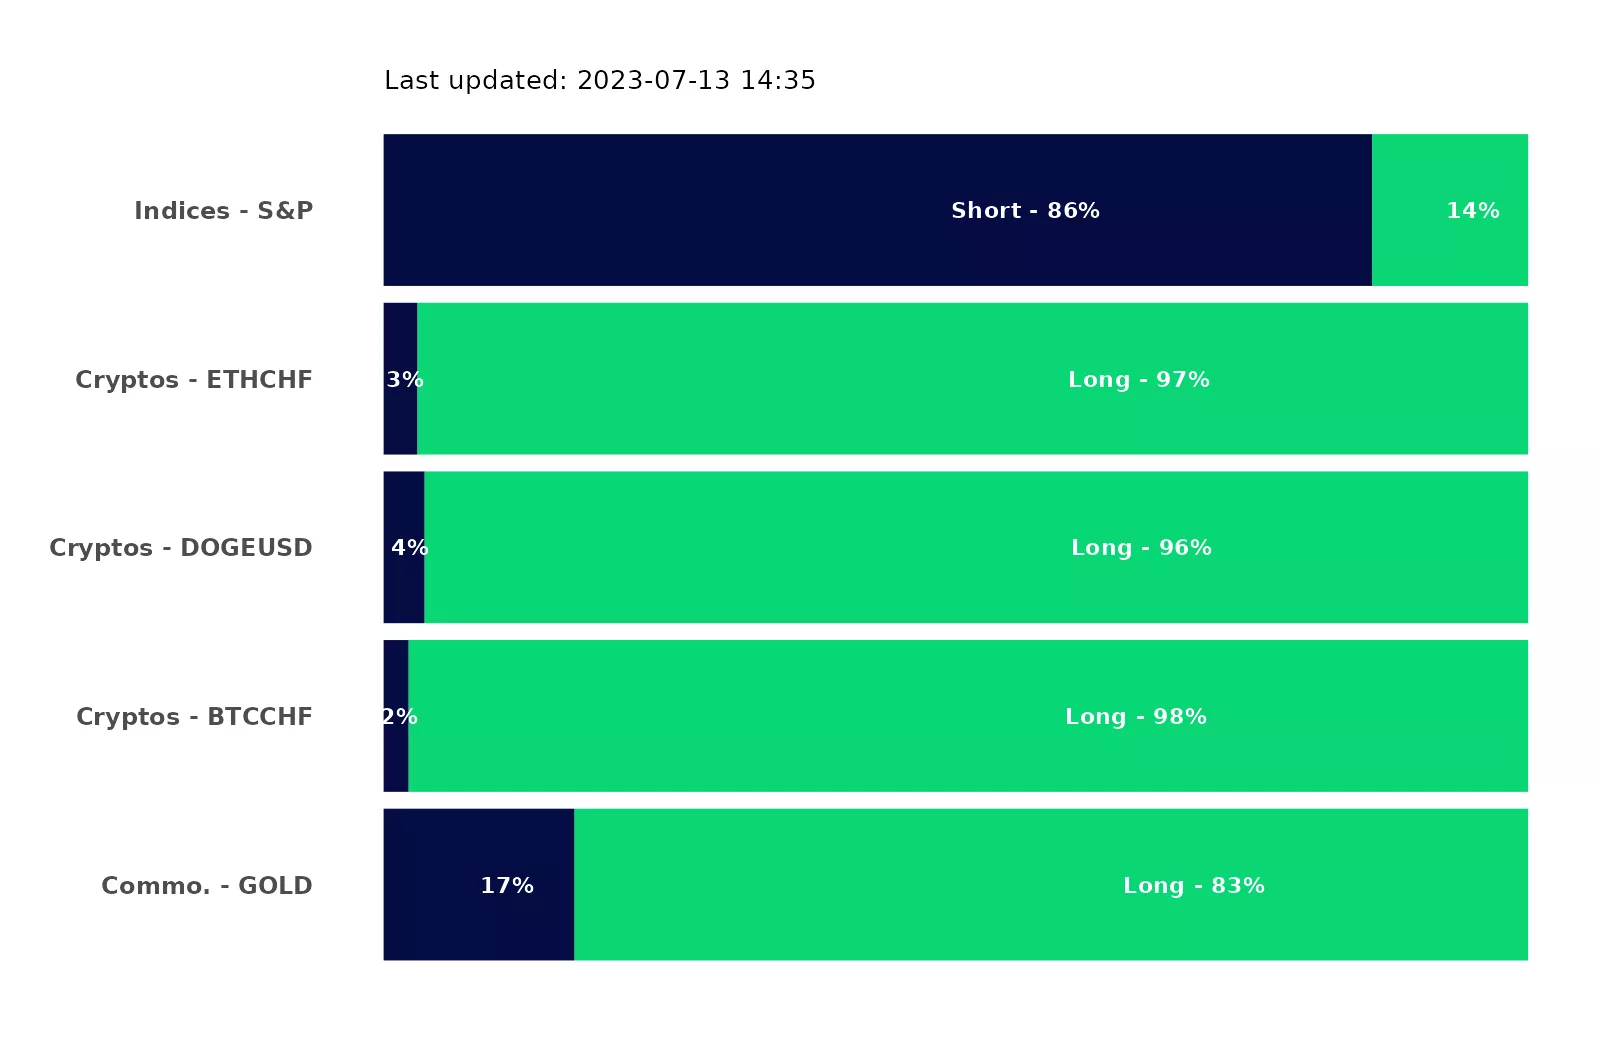 Last updated: 2023-07-13 14:35
Indices - S&P Short - 86% 14%
Cryptos - ETHCHF 3% Long - 97%
Cryptos - DOGEUSD 4% Long - 96%
Cryptos - BTCCHF 2% Long - 98%
Commo. - GOLD 17% Long - 83%